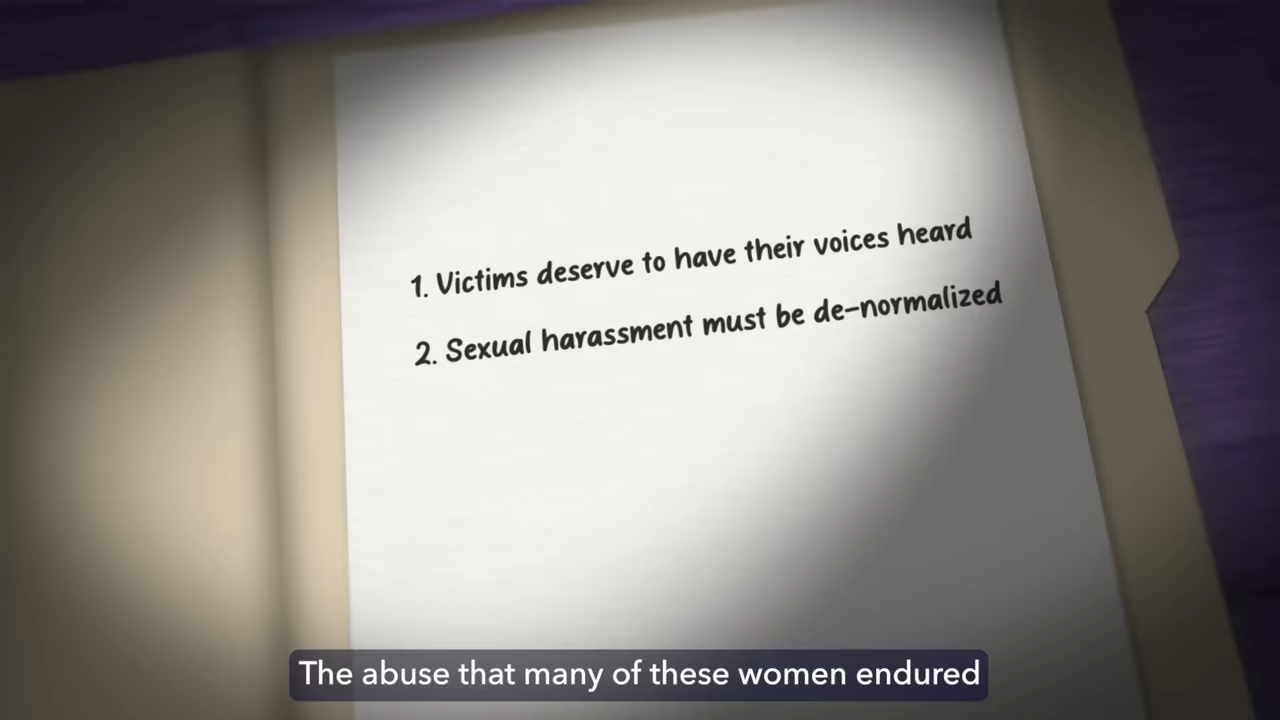 1. Victims deserve to have their voices heard
2. Sexual harassment must be de-normalized
The abuse that many of these women endured